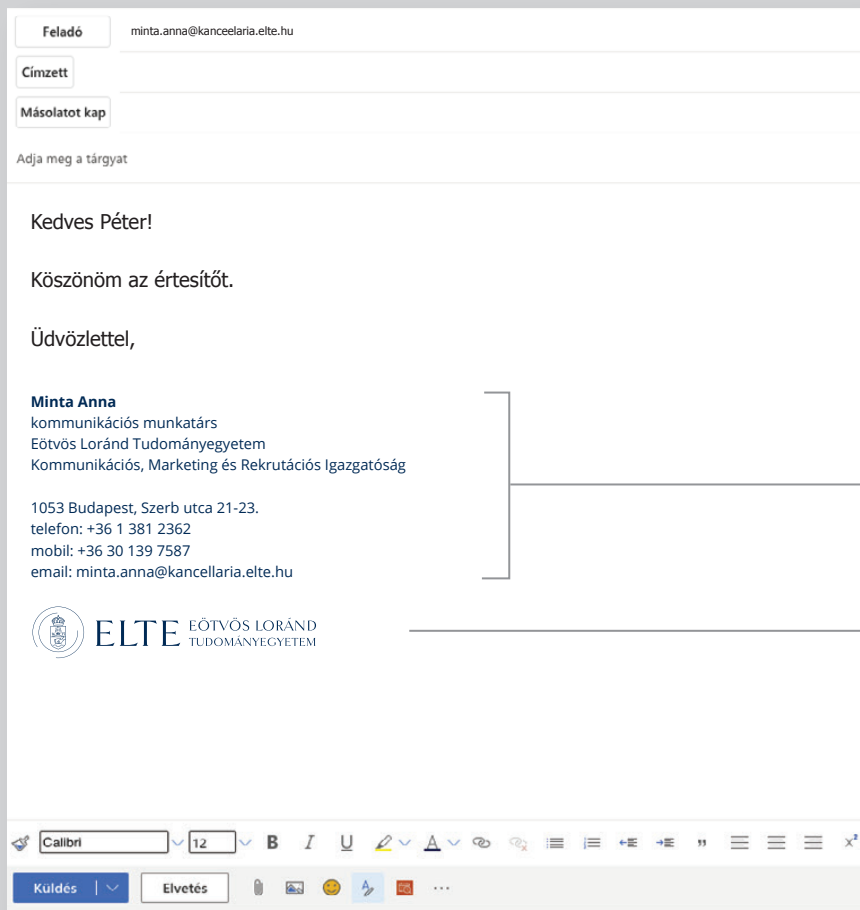 Feladó minta.anna@kanceelaria.elte.hu
Címzett
Másolatot kap
Adja meg a tárgyat
Kedves Péter!
Köszönöm az értesítőt.
Üdvözlettel,
Minta Anna
kommunikációs munkatárs
Eötvös Loránd Tudományegyetem
Kommunikációs, Marketing és Rekrutációs Igazgatóság
1053 Budapest, Szerb utca 21-23.
telefon: +36 1 381 2362
mobil: +36 30 139 7587
email: minta.anna@kancellaria.elte.hu
ELTE EÖTVÖS LORÁND
TUDOMÁNYEGYETEM
Calibri 12 B I U A x²
Küldés Elvetés